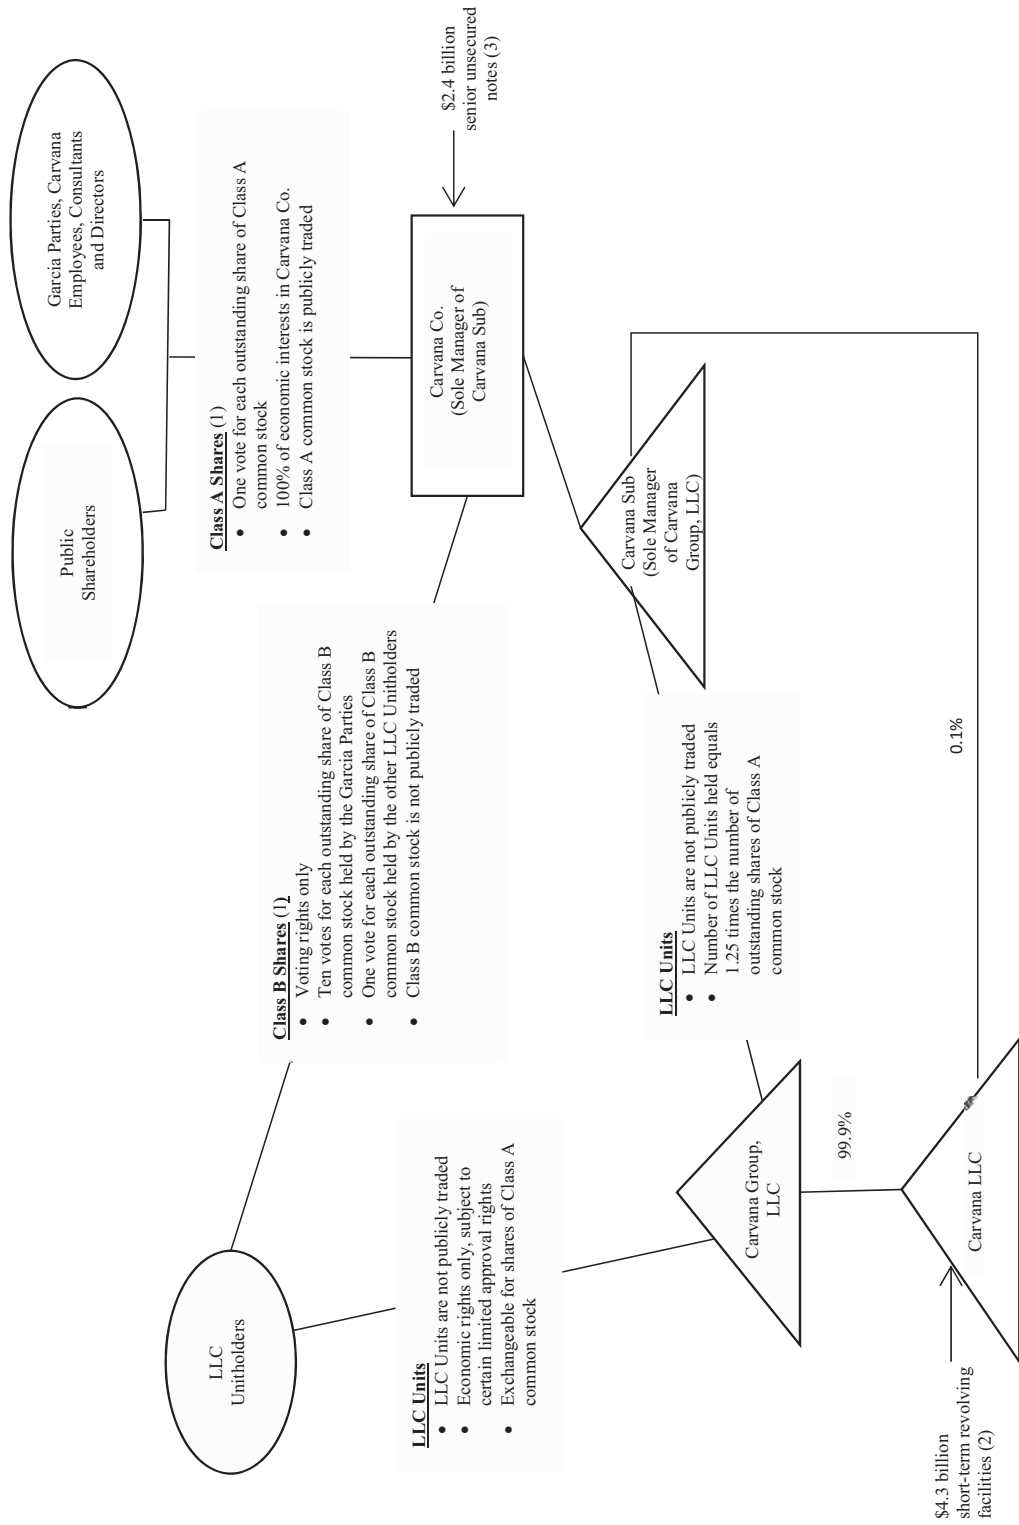 Public
Shareholders
Garcia Parties, Carvana
Employees, Consultants
and Directors
Class A Shares (1)
• One vote for each outstanding share of Class A
common stock
• 100% of economic interests in Carvana Co.
• Class A common stock is publicly traded
LLC
Unitholders
Class B Shares (1)
• Voting rights only
• Ten votes for each outstanding share of Class B
common stock held by the Garcia Parties
• One vote for each outstanding share of Class B
common stock held by the other LLC Unitholders
• Class B common stock is not publicly traded
Carvana Co.
(Sole Manager of
Carvana Sub)
$2.4 billion
senior unsecured
notes (3)
LLC Units
• LLC Units are not publicly traded
• Economic rights only, subject to
certain limited approval rights
• Exchangeable for shares of Class A
common stock
LLC Units
• LLC Units are not publicly traded
• Number of LLC Units held equals
1.25 times the number of
outstanding shares of Class A
common stock
Carvana Sub
(Sole Manager
of Carvana
Group, LLC)
Carvana Group,
LLC
99.9%
0.1%
$4.3 billion
short-term revolving
facilities (2)
Carvana LLC